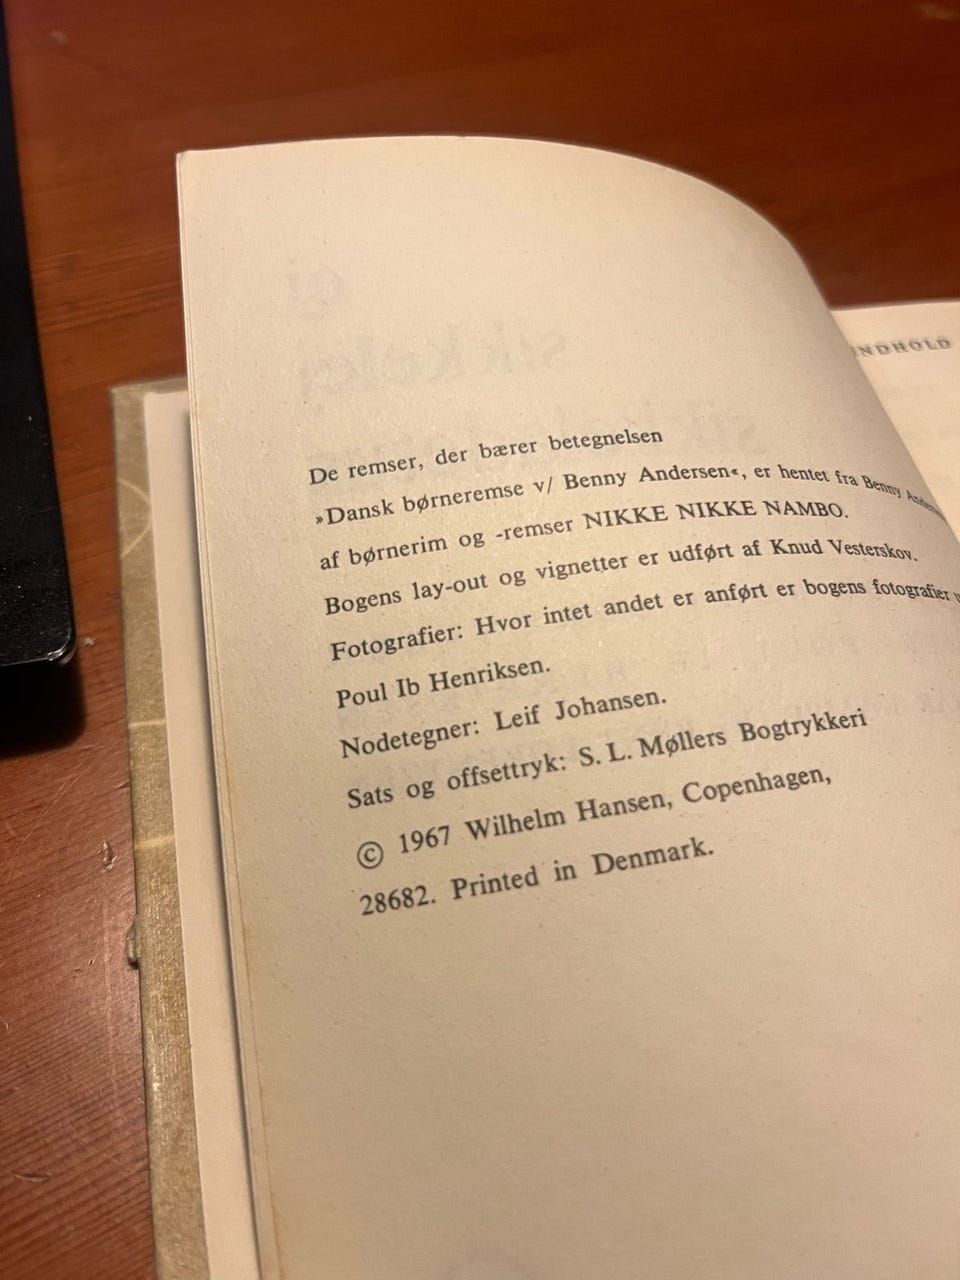 De remser, der bærer betegnelsen
»Dansk børneremse v/ Benny Andersen«, er hentet fra Benny
af børnerim og -remser NIKKE NIKKE NAMBO.
Bogens lay-out og vignetter er udført af Knud Vesterskov.
Fotografier: Hvor intet andet er anført er bogens fotografier
Poul Ib Henriksen.
Nodetegner: Leif Johansen.
Sats og offsettryk: S. L. Møllers Bogtrykkeri
© 1967 Wilhelm Hansen, Copenhagen,
28682. Printed in Denmark.
INDHOLD